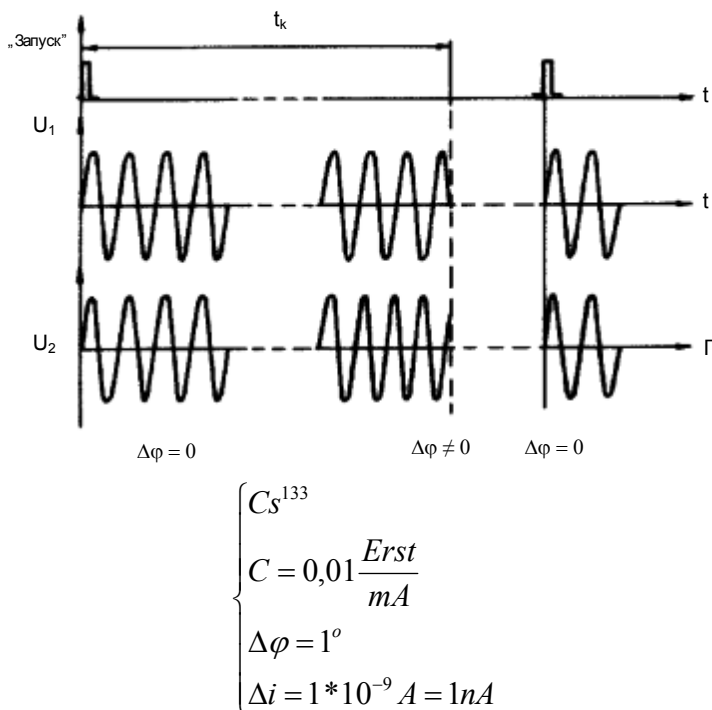 t_k
„Запуск”
t
U₁
t
U₂
Г
Δφ = 0 Δφ ≠ 0 Δφ = 0
Cs¹³³
C = 0,01 Erst/mA
Δφ = 1°
Δi = 1*10⁻⁹ A = 1nA